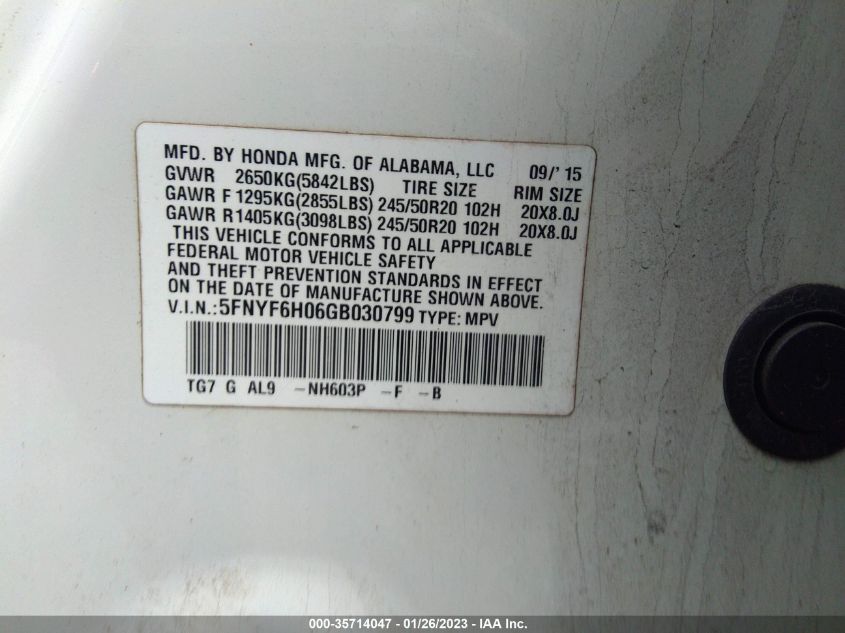 MFD. BY HONDA MFG. OF ALABAMA, LLC 09/' 15
GVWR 2650KG(5842LBS) TIRE SIZE RIM SIZE
GAWR F 1295KG(2855LBS) 245/50R20 102H 20X8.0J
GAWR R1405KG(3098LBS) 245/50R20 102H 20X8.0J
THIS VEHICLE CONFORMS TO ALL APPLICABLE
FEDERAL MOTOR VEHICLE SAFETY
AND THEFT PREVENTION STANDARDS IN EFFECT
ON THE DATE OF MANUFACTURE SHOWN ABOVE.
V.I.N.:5FNYF6H06GB030799 TYPE: MPV
TG7 G AL9 -NH603P -F -B
000-35714047 - 01/26/2023 - IAA Inc.